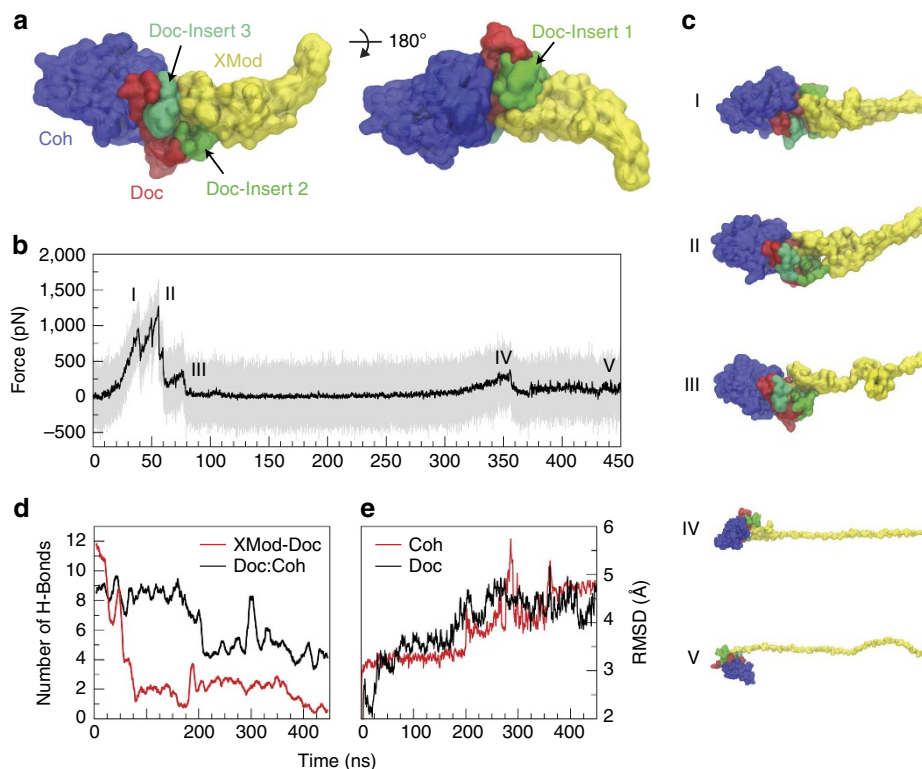 a
Doc-Insert 3
XMod
Coh
Doc
Doc-Insert 2
180°
Doc-Insert 1
b
Force (pN)
2,000
1,500
1,000
500
0
–500
I
II
III
IV
V
0 50 100 150 200 250 300 350 400 450
c
I
II
III
IV
V
d
Number of H-Bonds
12
10
8
6
4
2
0
XMod-Doc
Doc:Coh
0 100 200 300 400
e
Coh
Doc
6
5
4
3
2
RMSD (Å)
0 100 200 300 400
Time (ns)